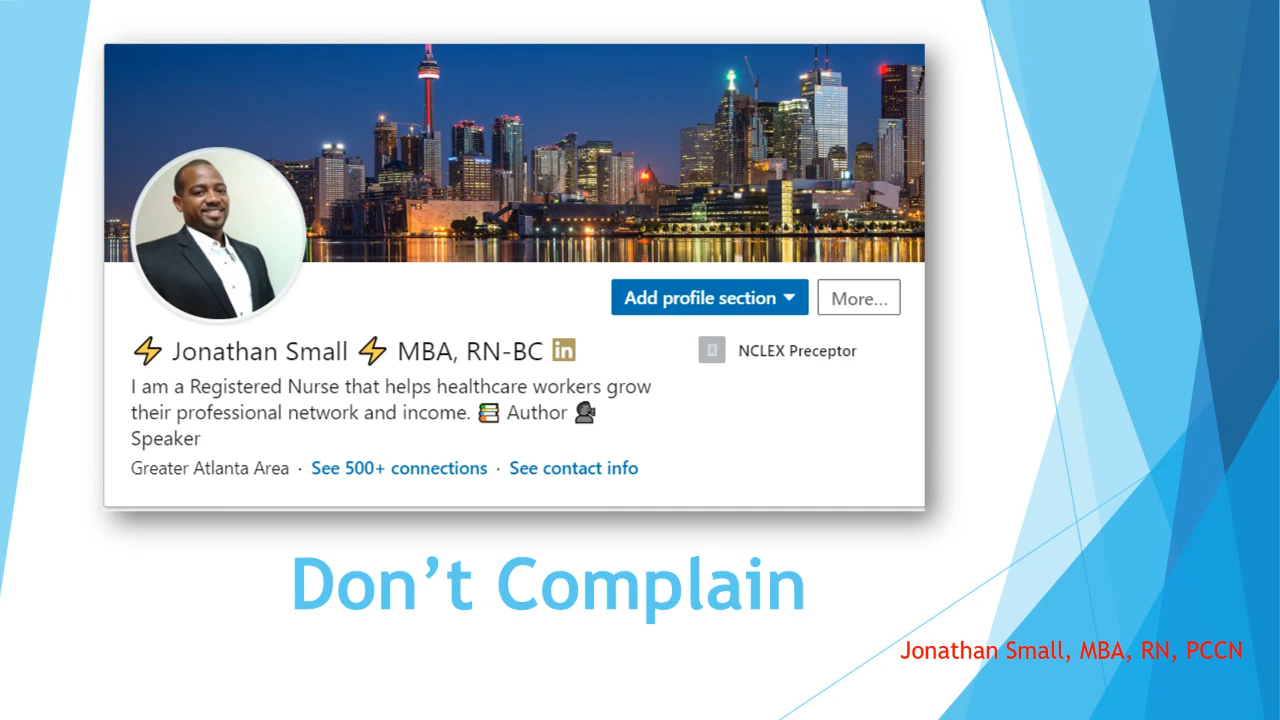 Add profile section
More...
⚡ Jonathan Small ⚡ MBA, RN-BC in
NCLEX Preceptor
I am a Registered Nurse that helps healthcare workers grow
their professional network and income. 📚 Author 🗣
Speaker
Greater Atlanta Area · See 500+ connections · See contact info
Don’t Complain
Jonathan Small, MBA, RN, PCCN